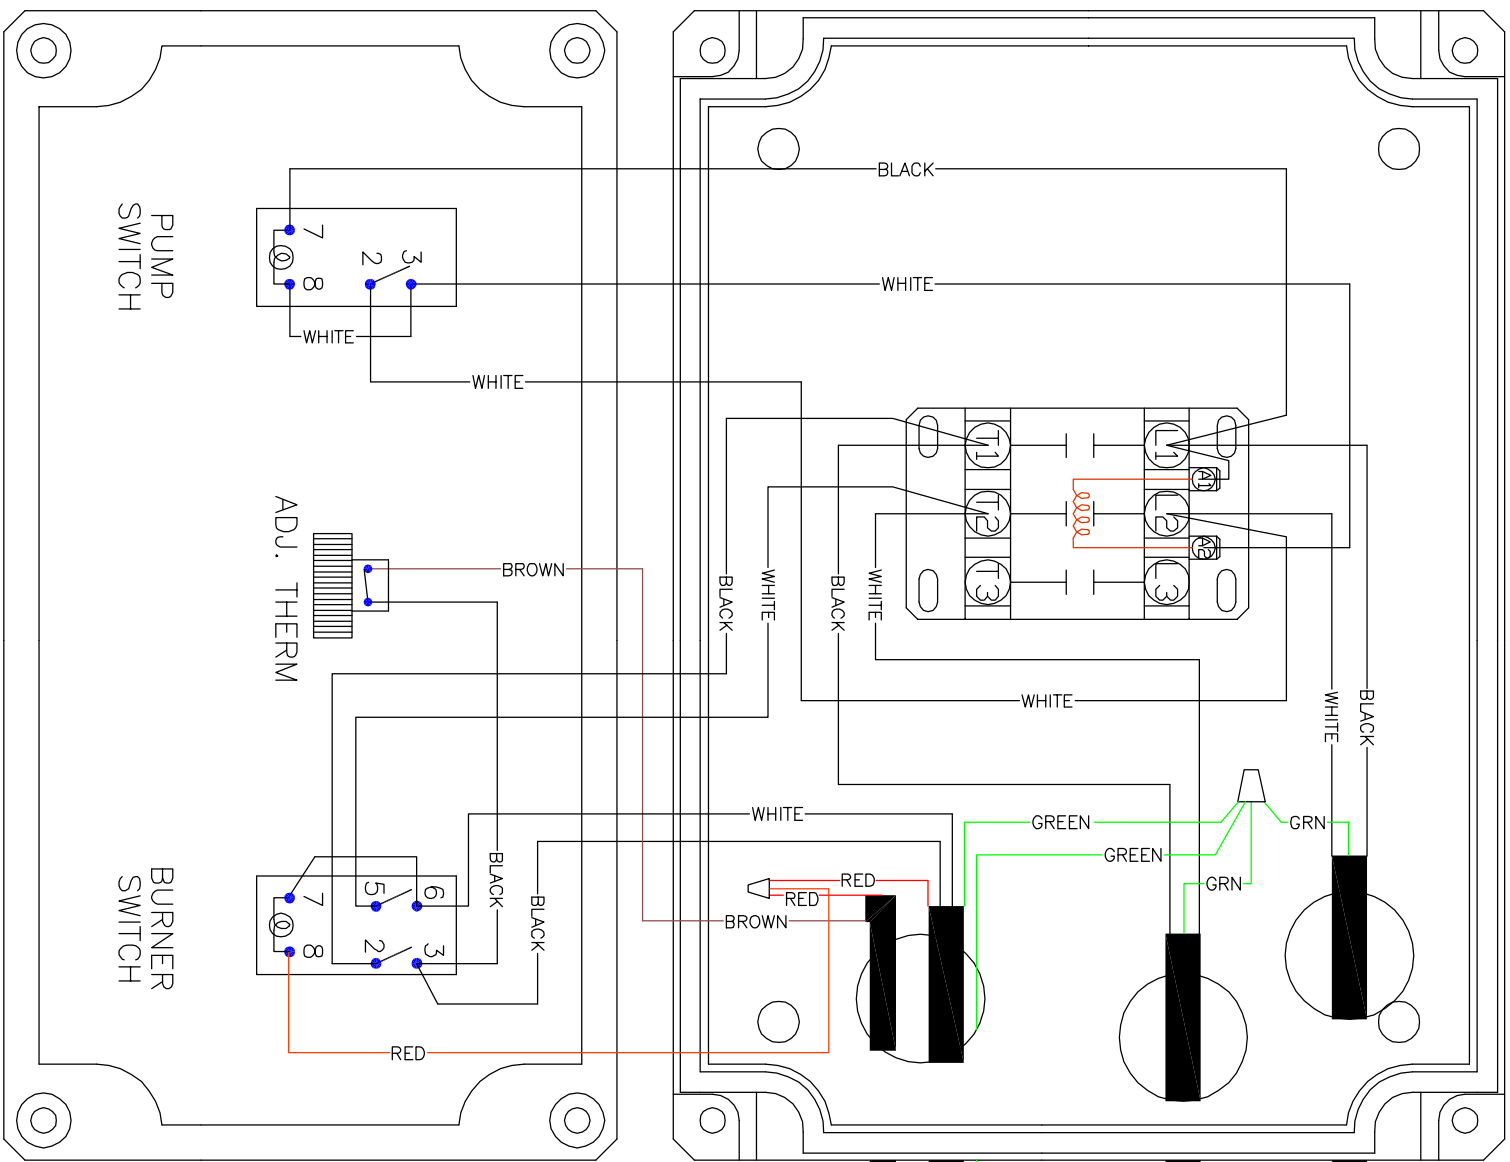 BLACK
PUMP
SWITCH
7
8
2
3
WHITE
WHITE
WHITE
T1
L1
A1
T2
L2
A2
T3
L3
ADJ. THERM
BROWN
BLACK
WHITE
BLACK
WHITE
WHITE
WHITE
BLACK
WHITE
GREEN
GRN
GREEN
GRN
BLACK
BLACK
RED
RED
BROWN
BURNER
SWITCH
7
8
5
6
2
3
RED